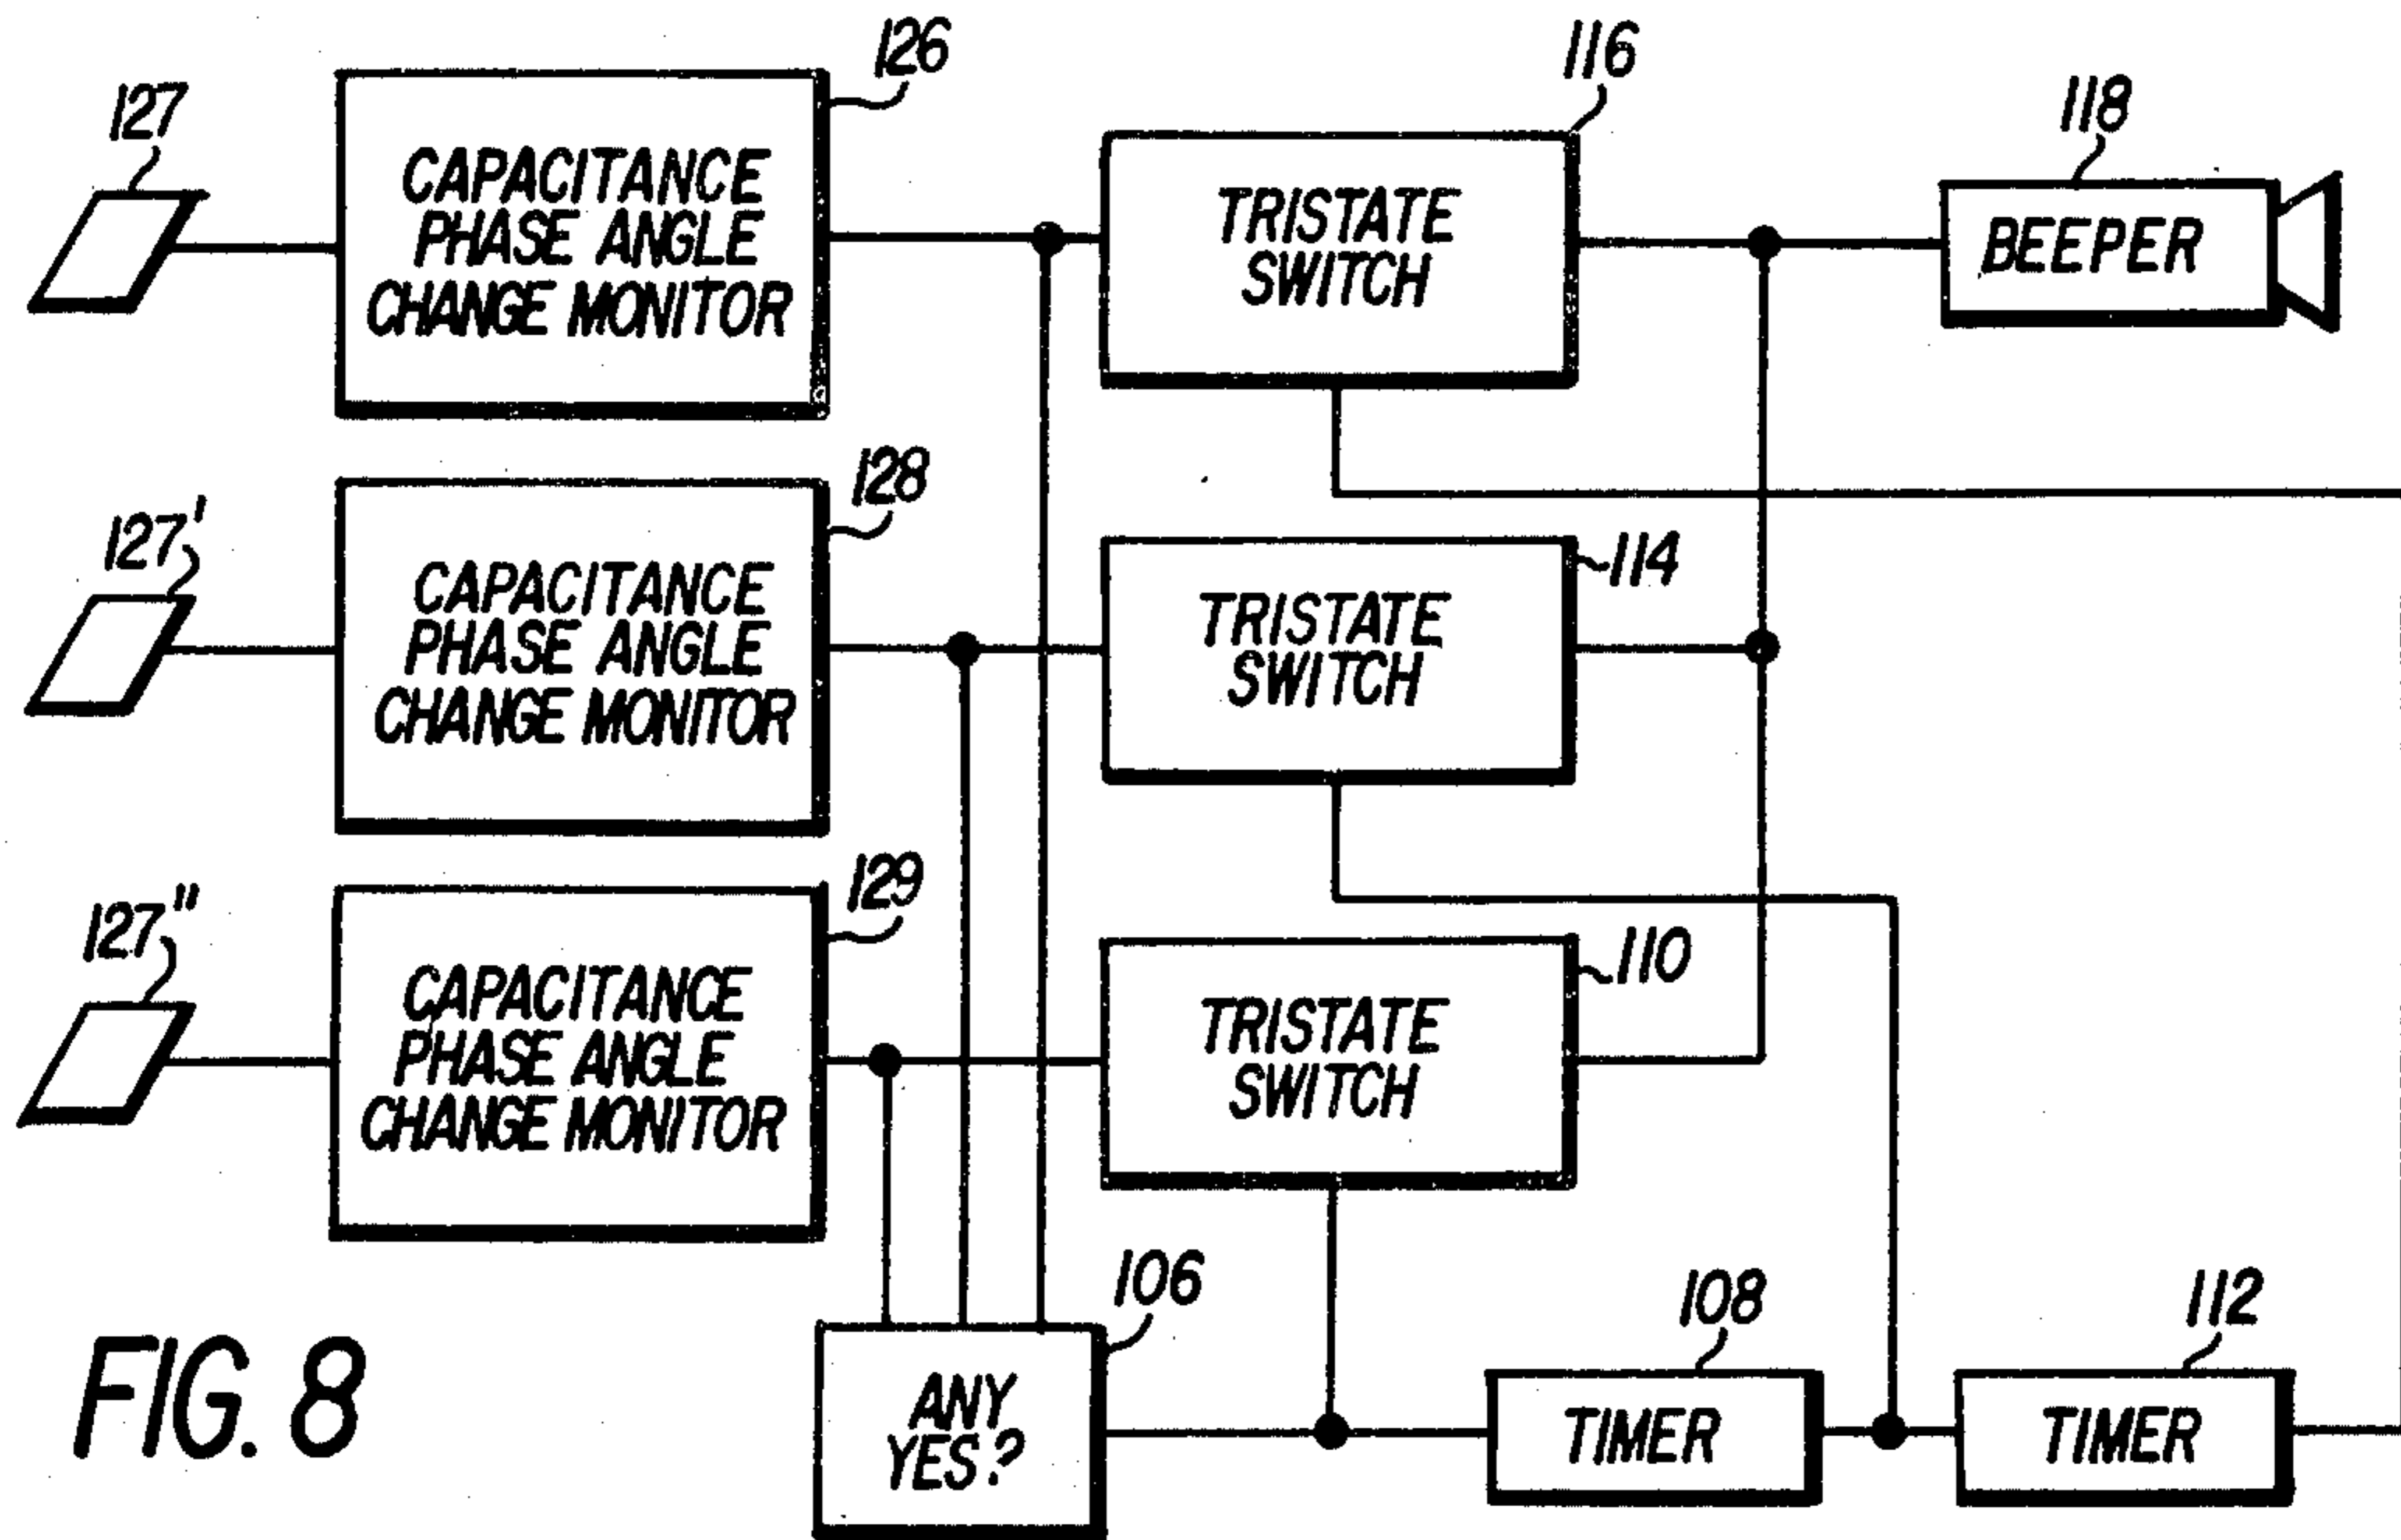 126
116
127
118
CAPACITANCE
PHASE ANGLE
CHANGE MONITOR
TRISTATE
SWITCH
BEEPER
128
127'
114
CAPACITANCE
PHASE ANGLE
CHANGE MONITOR
TRISTATE
SWITCH
129
127"
110
CAPACITANCE
PHASE ANGLE
CHANGE MONITOR
TRISTATE
SWITCH
106
108
112
ANY
YES?
TIMER
TIMER
FIG. 8